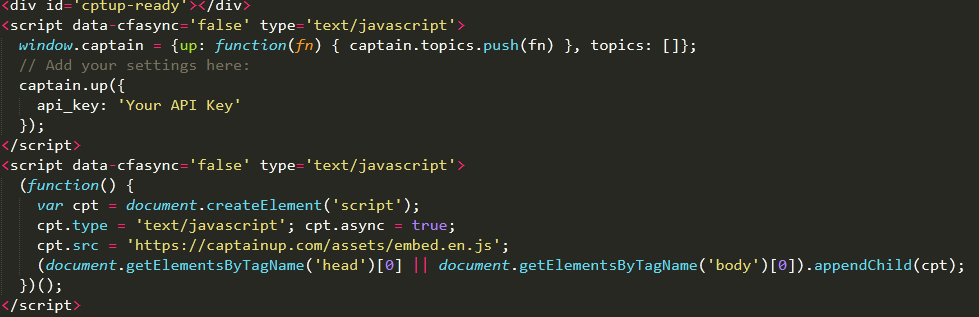 <div id='cptup-ready'></div>
<script data-cfasync='false' type='text/javascript'>
  window.captain = {up: function(fn) { captain.topics.push(fn) }, topics: []};
  // Add your settings here:
  captain.up({
    api_key: 'Your API Key'
  });
</script>
<script data-cfasync='false' type='text/javascript'>
  (function() {
    var cpt = document.createElement('script');
    cpt.type = 'text/javascript'; cpt.async = true;
    cpt.src = 'https://captainup.com/assets/embed.en.js';
    (document.getElementsByTagName('head')[0] || document.getElementsByTagName('body')[0]).appendChild(cpt);
  })();
</script>